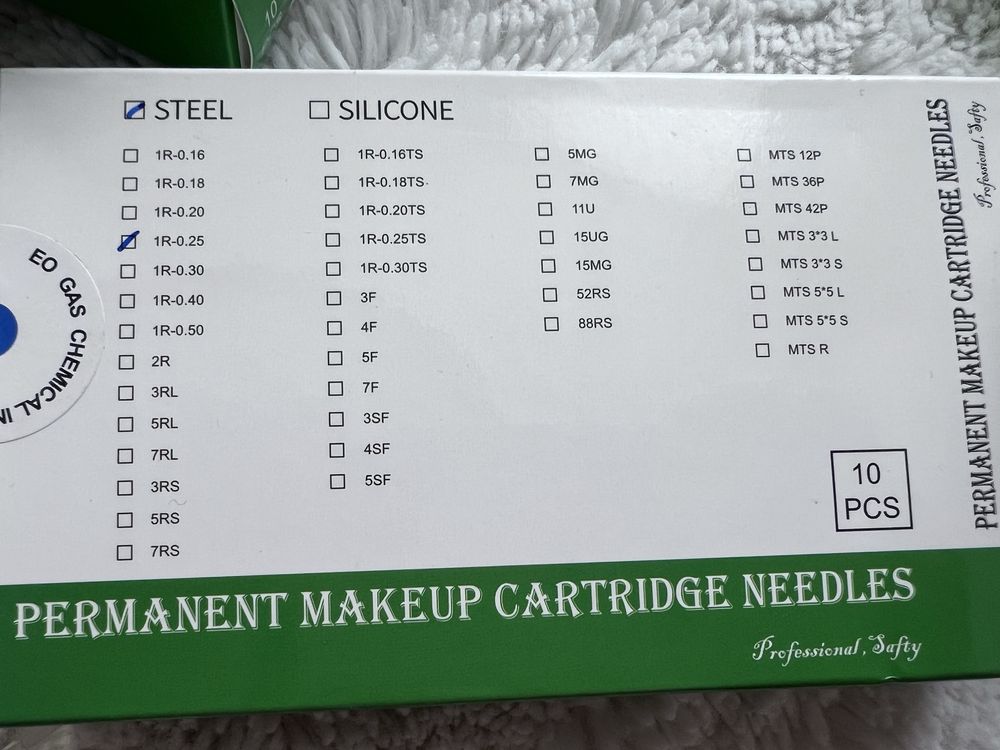 10
STEEL
1R-0.16
1R-0.18
1R-0.20
1R-0.25
1R-0.30
1R-0.40
1R-0.50
2R
3RL
5RL
7RL
3RS
5RS
7RS
SILICONE
1R-0.16TS
1R-0.18TS
1R-0.20TS
1R-0.25TS
1R-0.30TS
3F
4F
5F
7F
3SF
4SF
5SF
5MG
7MG
11U
15UG
15MG
52RS
88RS
MTS 12P
MTS 36P
MTS 42P
MTS 3*3 L
MTS 3*3 S
MTS 5*5 L
MTS 5*5 S
MTS R
10
PCS
EO GAS CHEMICAL
PERMANENT MAKEUP CARTRIDGE NEEDLES
Professional, Safty
PERMANENT MAKEUP CARTRIDGE NEEDLES
Professional, Safty